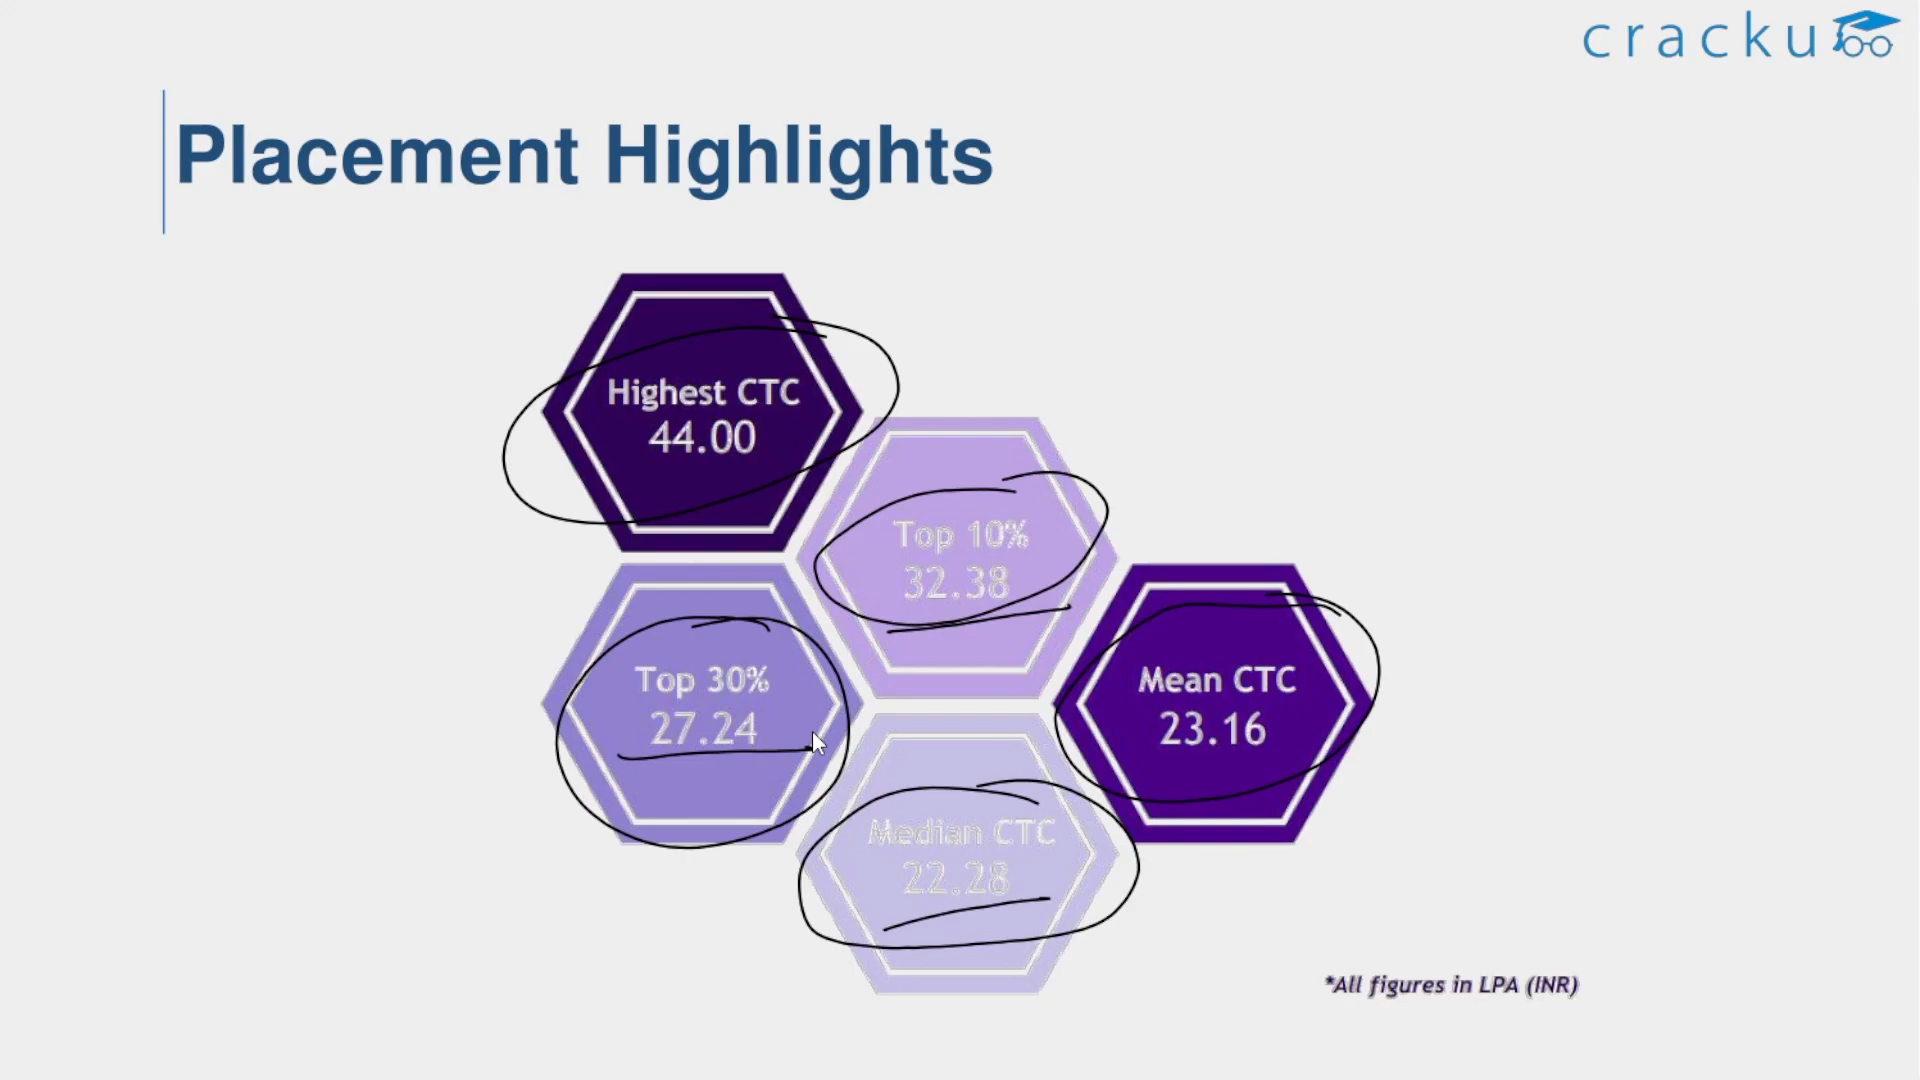 cracku
Placement Highlights
Highest CTC
44.00
Top 10%
32.38
Top 30%
27.24
Mean CTC
23.16
Median CTC
22.28
*All figures in LPA (INR)